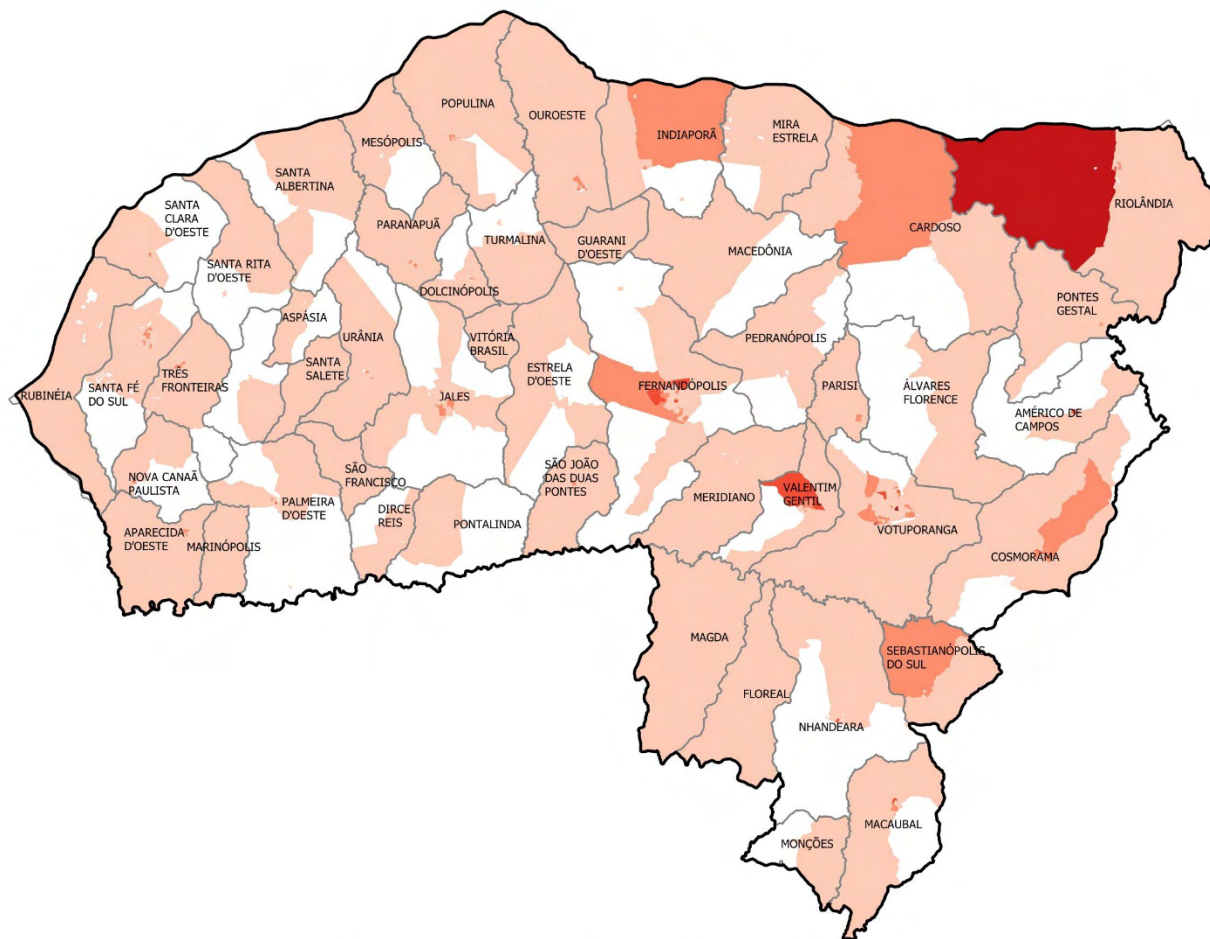 POPULINA
OUROESTE
INDIAPORÃ
MIRA
ESTRELA
MESÓPOLIS
SANTA
ALBERTINA
SANTA
CLARA
D'OESTE
RIOLÂNDIA
PARANAPUÃ
TURMALINA
GUARANI
D'OESTE
MACEDÔNIA
CARDOSO
SANTA RITA
D'OESTE
DOLCINÓPOLIS
PONTES
GESTAL
ASPÁSIA
URÂNIA
VITÓRIA
BRASIL
PEDRANÓPOLIS
SANTA
SALETE
ESTRELA
D'OESTE
TRÊS
FRONTEIRAS
RUBINÉIA
SANTA FÉ
DO SUL
JALES
FERNANDÓPOLIS
PARISI
ÁLVARES
FLORENCE
AMÉRICO DE
CAMPOS
NOVA CANAÃ
PAULISTA
SÃO
FRANCISCO
SÃO JOÃO
DAS DUAS
PONTES
PALMEIRA
D'OESTE
MERIDIANO
VALENTIM
GENTIL
DIRCE
REIS
PONTALINDA
APARECIDA
D'OESTE
MARINÓPOLIS
VOTUPORANGA
COSMORAMA
MAGDA
SEBASTIANÓPOLIS
DO SUL
FLOREAL
NHANDEARA
MONÇÕES
MACAUBAL